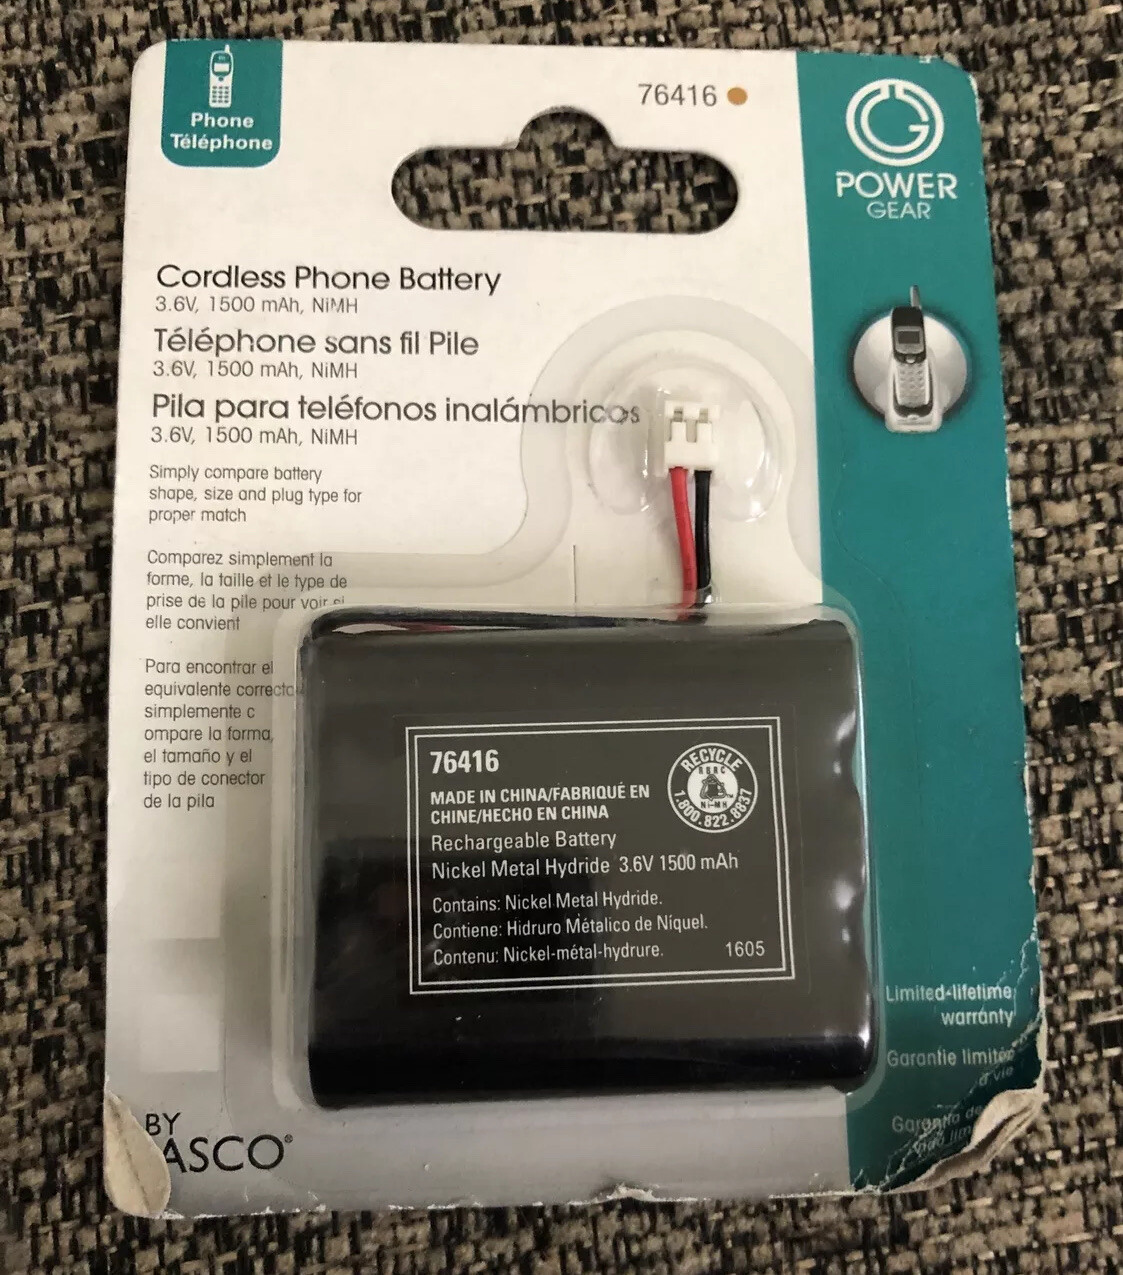 Phone
Téléphone
76416
POWER
GEAR
Cordless Phone Battery
3.6V, 1500 mAh, NiMH
Téléphone sans fil Pile
3.6V, 1500 mAh, NiMH
Pila para teléfonos inalámbricos
3.6V, 1500 mAh, NiMH
Simply compare battery
shape, size and plug type for
proper match
Comparez simplement la
forme, la taille et le type de
prise de la pile pour voir si
elle convient
Para encontrar el
equivalente correcto
simplemente c
ompare la forma,
el tamaño y el
tipo de conector
de la pila
76416
MADE IN CHINA/FABRIQUÉ EN
CHINE/HECHO EN CHINA
Rechargeable Battery
Nickel Metal Hydride 3.6V 1500 mAh
Contains: Nickel Metal Hydride.
Contiene: Hidruro Métalico de Niquel.
Contenu: Nickel-métal-hydrure.
1605
RECYCLE
RBRC
Ni-MH
1.800.822.8837
Limited-lifetime
warranty
Garantie limitée
à vie
Garantía de
BY
ASCO®